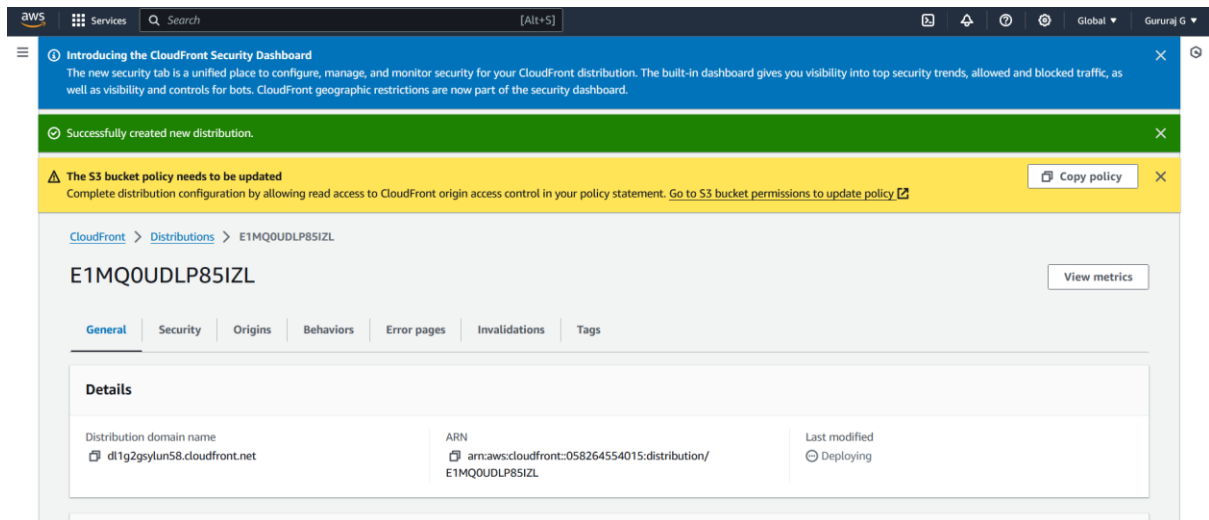 aws
Services
Search
[Alt+S]
Global
Gururaj G
Introducing the CloudFront Security Dashboard
The new security tab is a unified place to configure, manage, and monitor security for your CloudFront distribution. The built-in dashboard gives you visibility into top security trends, allowed and blocked traffic, as
well as visibility and controls for bots. CloudFront geographic restrictions are now part of the security dashboard.
Successfully created new distribution.
The S3 bucket policy needs to be updated
Complete distribution configuration by allowing read access to CloudFront origin access control in your policy statement. Go to S3 bucket permissions to update policy
Copy policy
CloudFront > Distributions > E1MQ0UDLP85IZL
E1MQ0UDLP85IZL
View metrics
General
Security
Origins
Behaviors
Error pages
Invalidations
Tags
Details
Distribution domain name
dl1g2gsylun58.cloudfront.net
ARN
arn:aws:cloudfront::058264554015:distribution/
E1MQ0UDLP85IZL
Last modified
Deploying